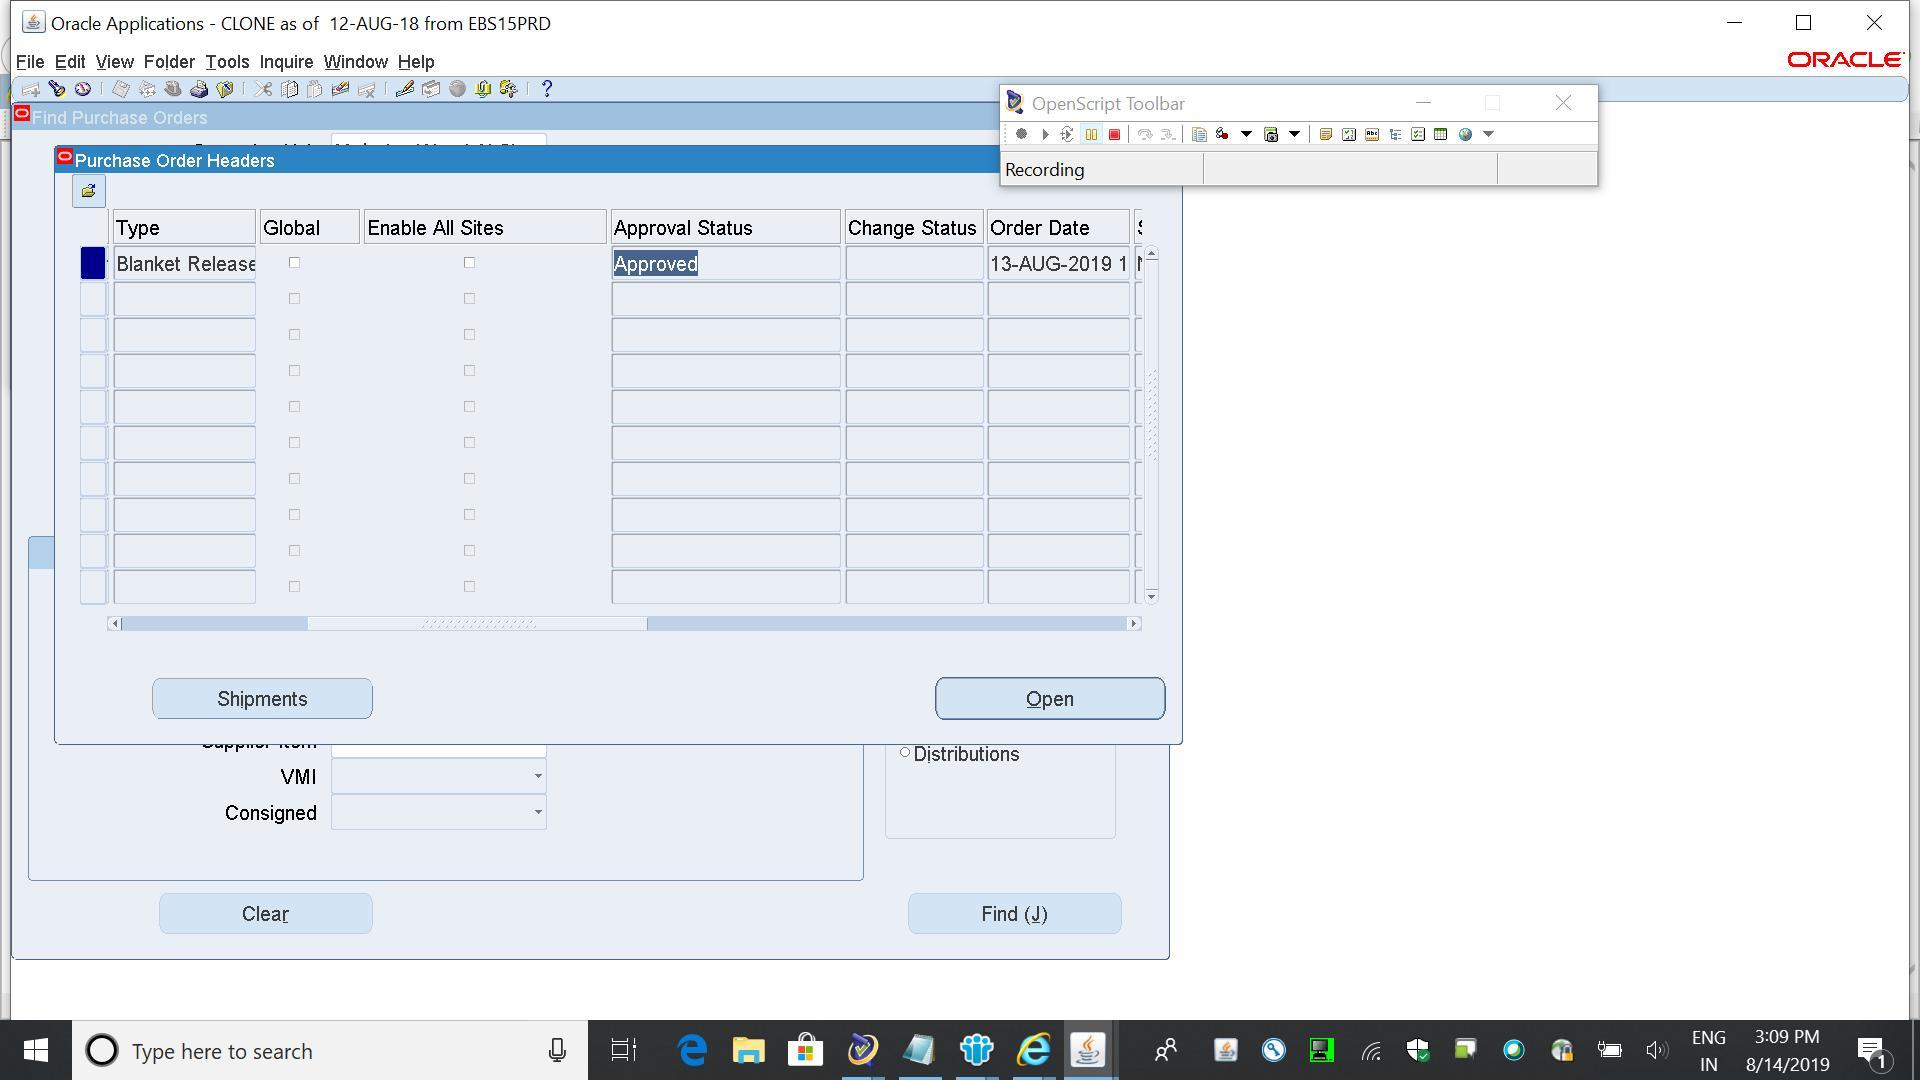 Oracle Applications - CLONE as of 12-AUG-18 from EBS15PRD
File Edit View Folder Tools Inquire Window Help
ORACLE
Find Purchase Orders
OpenScript Toolbar
Recording
Purchase Order Headers
Type Global Enable All Sites Approval Status Change Status Order Date
Blanket Release Approved 13-AUG-2019 1
Shipments Open
Distributions
VMI
Consigned
Clear Find (J)
Type here to search
ENG
IN
3:09 PM
8/14/2019
1